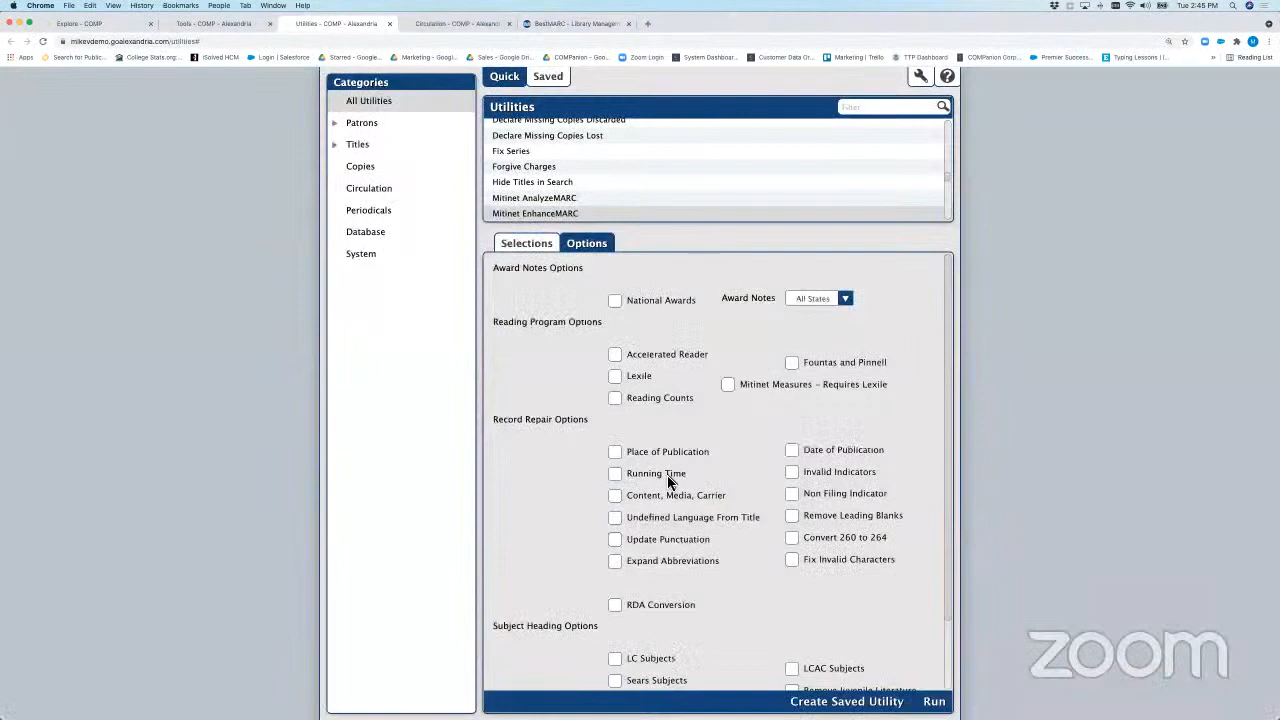 Chrome File Edit View History Bookmarks People Tab Window Help
Tue 2:45 PM
Explore - COMP - Alexandria
Tools - COMP - Alexandria
Utilities - COMP - Alexandria
Circulation - COMP - Alexandri
BestMARC - Library Managem
mikevdemo.goalexandria.com/utilities#
Apps Search for Public... College Stats.org:... iSolved HCM Login | Salesforce Starred - Google... Marketing - Googl... Sales - Google Dri... COMPanion - Goo... Zoom Login System Dashboar... Customer Data Or... Marketing | Trello TTP Dashboard COMPanion Corp... Premier Success... Typing Lessons | I... » Reading List
Categories
All Utilities
Patrons
Titles
Copies
Circulation
Periodicals
Database
System
Quick Saved
Utilities
Filter
Declare Missing Copies Discarded
Declare Missing Copies Lost
Fix Series
Forgive Charges
Hide Titles in Search
Mitinet AnalyzeMARC
Mitinet EnhanceMARC
Selections Options
Award Notes Options
National Awards Award Notes All States
Reading Program Options
Accelerated Reader
Fountas and Pinnell
Lexile
Mitinet Measures - Requires Lexile
Reading Counts
Record Repair Options
Place of Publication Date of Publication
Running Time Invalid Indicators
Content, Media, Carrier Non Filing Indicator
Undefined Language From Title Remove Leading Blanks
Update Punctuation Convert 260 to 264
Expand Abbreviations Fix Invalid Characters
RDA Conversion
Subject Heading Options
LC Subjects LCAC Subjects
Sears Subjects Remove Juvenile Literature
Create Saved Utility Run
zoom